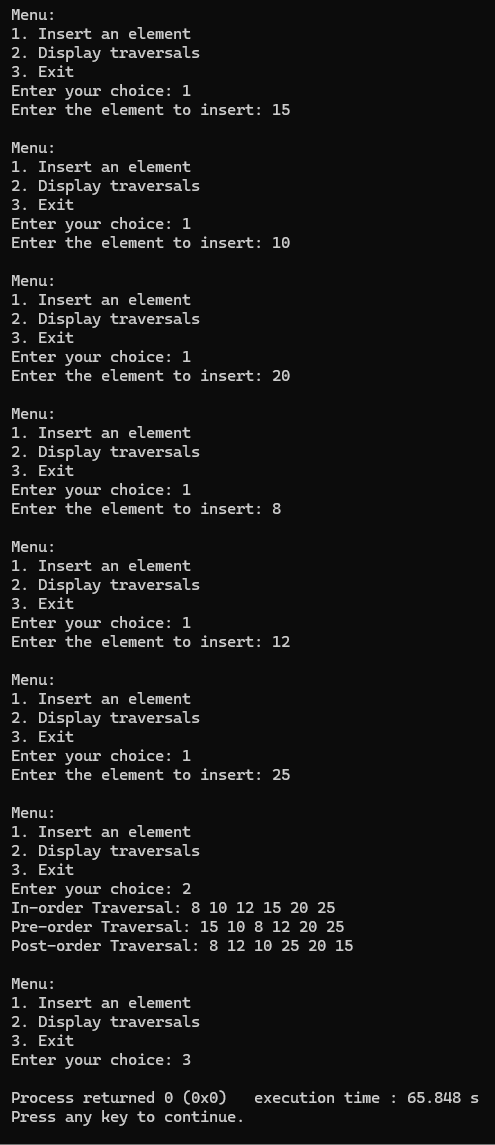 Menu:
1. Insert an element
2. Display traversals
3. Exit
Enter your choice: 1
Enter the element to insert: 15
Menu:
1. Insert an element
2. Display traversals
3. Exit
Enter your choice: 1
Enter the element to insert: 10
Menu:
1. Insert an element
2. Display traversals
3. Exit
Enter your choice: 1
Enter the element to insert: 20
Menu:
1. Insert an element
2. Display traversals
3. Exit
Enter your choice: 1
Enter the element to insert: 8
Menu:
1. Insert an element
2. Display traversals
3. Exit
Enter your choice: 1
Enter the element to insert: 12
Menu:
1. Insert an element
2. Display traversals
3. Exit
Enter your choice: 1
Enter the element to insert: 25
Menu:
1. Insert an element
2. Display traversals
3. Exit
Enter your choice: 2
In-order Traversal: 8 10 12 15 20 25
Pre-order Traversal: 15 10 8 12 20 25
Post-order Traversal: 8 12 10 25 20 15
Menu:
1. Insert an element
2. Display traversals
3. Exit
Enter your choice: 3
Process returned 0 (0x0)   execution time : 65.848 s
Press any key to continue.